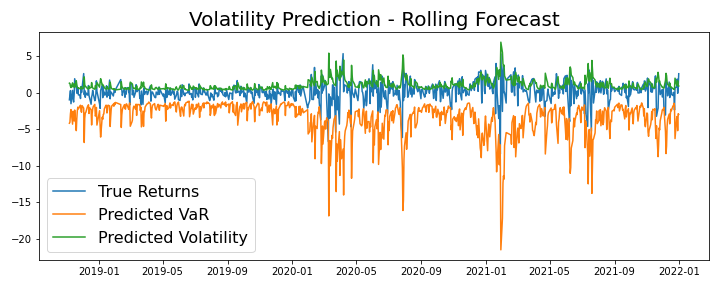 Volatility Prediction - Rolling Forecast
5
0
−5
−10
−15
−20
True Returns
Predicted VaR
Predicted Volatility
2019-01 2019-05 2019-09 2020-01 2020-05 2020-09 2021-01 2021-05 2021-09 2022-01